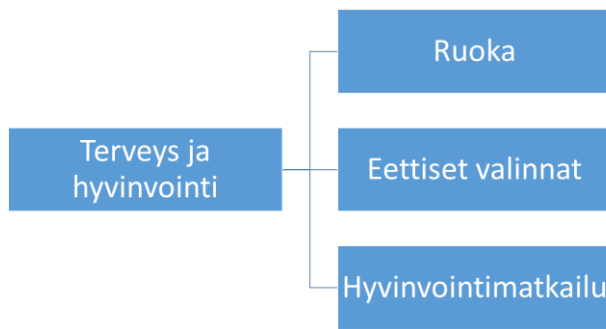 Terveys ja
hyvinvointi
Ruoka
Eettiset valinnat
Hyvinvointimatkailu